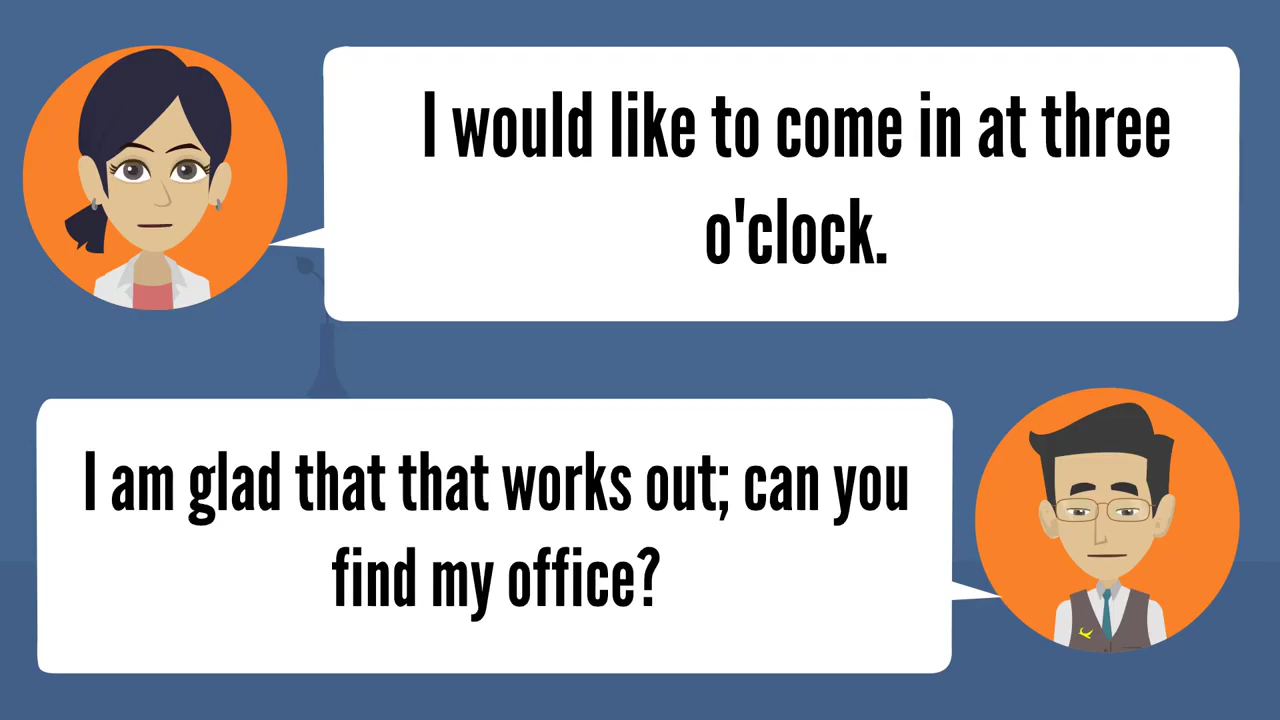 I would like to come in at three
o'clock.
I am glad that that works out; can you
find my office?